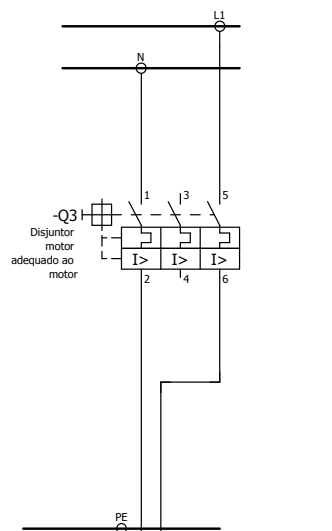 L1
N
1 3 5
-Q3
Disjuntor
motor
adequado ao
motor
I> I> I>
2 4 6
PE